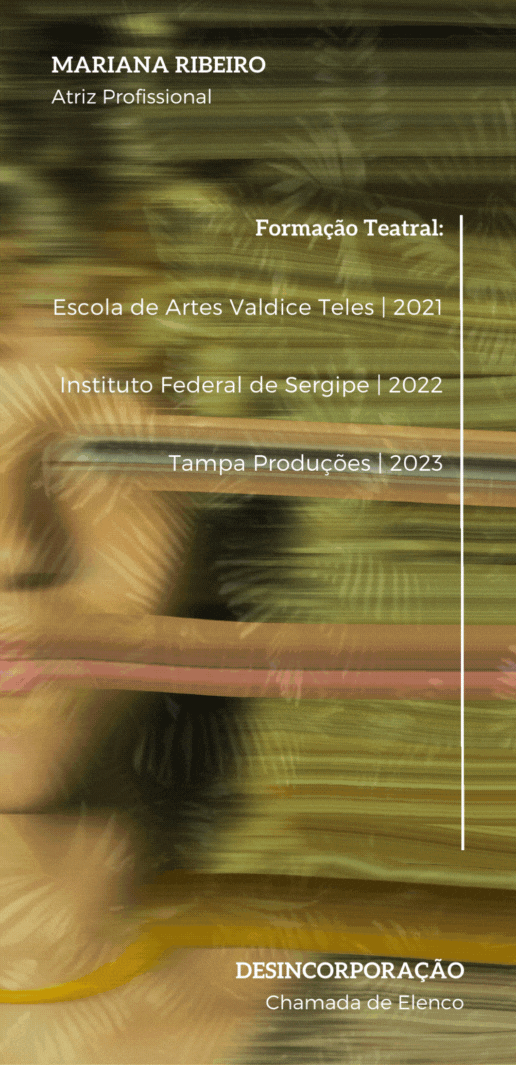 MARIANA RIBEIRO
Atriz Profissional
Formação Teatral:
Escola de Artes Valdice Teles | 2021
Instituto Federal de Sergipe | 2022
Tampa Produções | 2023
DESINCORPORAÇÃO
Chamada de Elenco